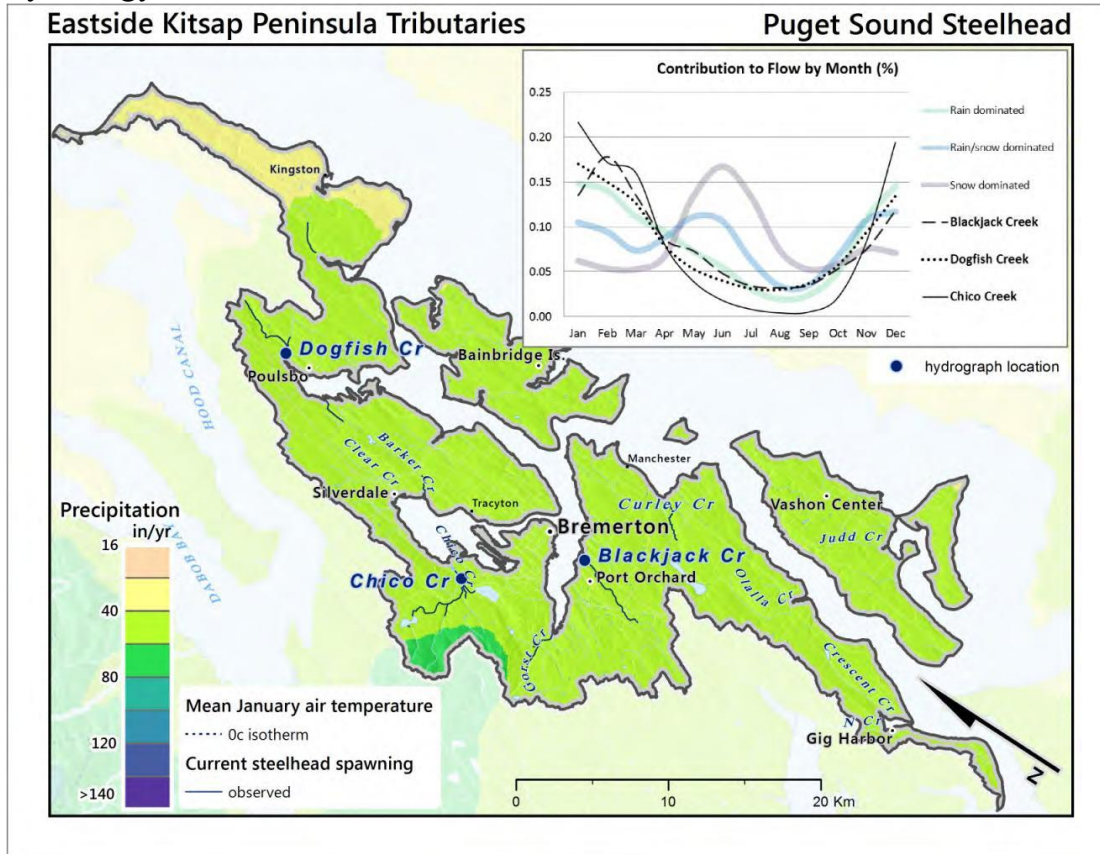 Eastside Kitsap Peninsula Tributaries
Puget Sound Steelhead
Contribution to Flow by Month (%)
0.25
0.20
0.15
0.10
0.05
0.00
Jan Feb Mar Apr May Jun Jul Aug Sep Oct Nov Dec
Rain dominated
Rain/snow dominated
Snow dominated
Blackjack Creek
Dogfish Creek
Chico Creek
hydrograph location
Kingston
Dogfish Cr
Poulsbo
Bainbridge Is.
HOOD CANAL
DABOB BAY
Barker Cr
Clear Cr
Silverdale
Tracyton
Manchester
Curley Cr
Vashon Center
Judd Cr
Bremerton
Blackjack Cr
Port Orchard
Chico Cr
Chico Cr
Olalla Cr
Gorst Cr
Crescent Cr
N Cr
Gig Harbor
N
Precipitation
in/yr
16
40
80
120
>140
Mean January air temperature
0c isotherm
Current steelhead spawning
observed
0 10 20 Km